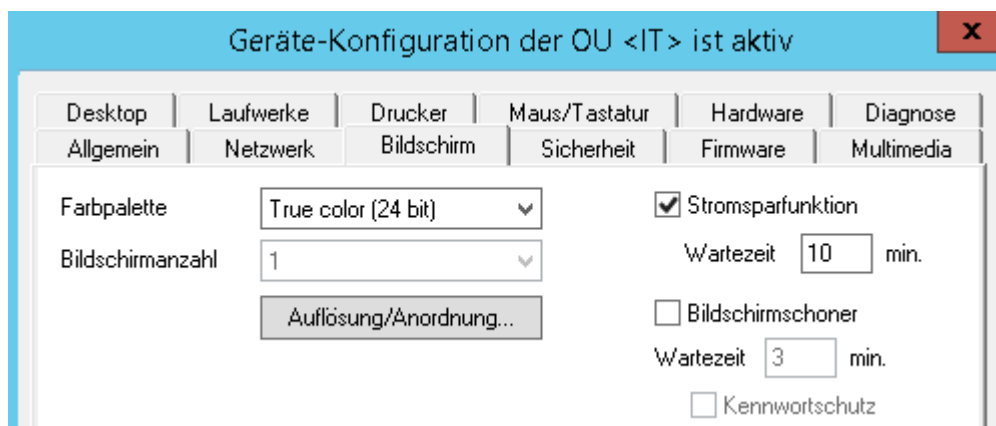 Geräte-Konfiguration der OU <IT> ist aktiv
x
Desktop Laufwerke Drucker Maus/Tastatur Hardware Diagnose
Allgemein Netzwerk Bildschirm Sicherheit Firmware Multimedia
Farbpalette True color (24 bit) Stromsparfunktion
Bildschirmanzahl 1 Wartezeit 10 min.
Auflösung/Anordnung... Bildschirmschoner
Wartezeit 3 min.
Kennwortschutz